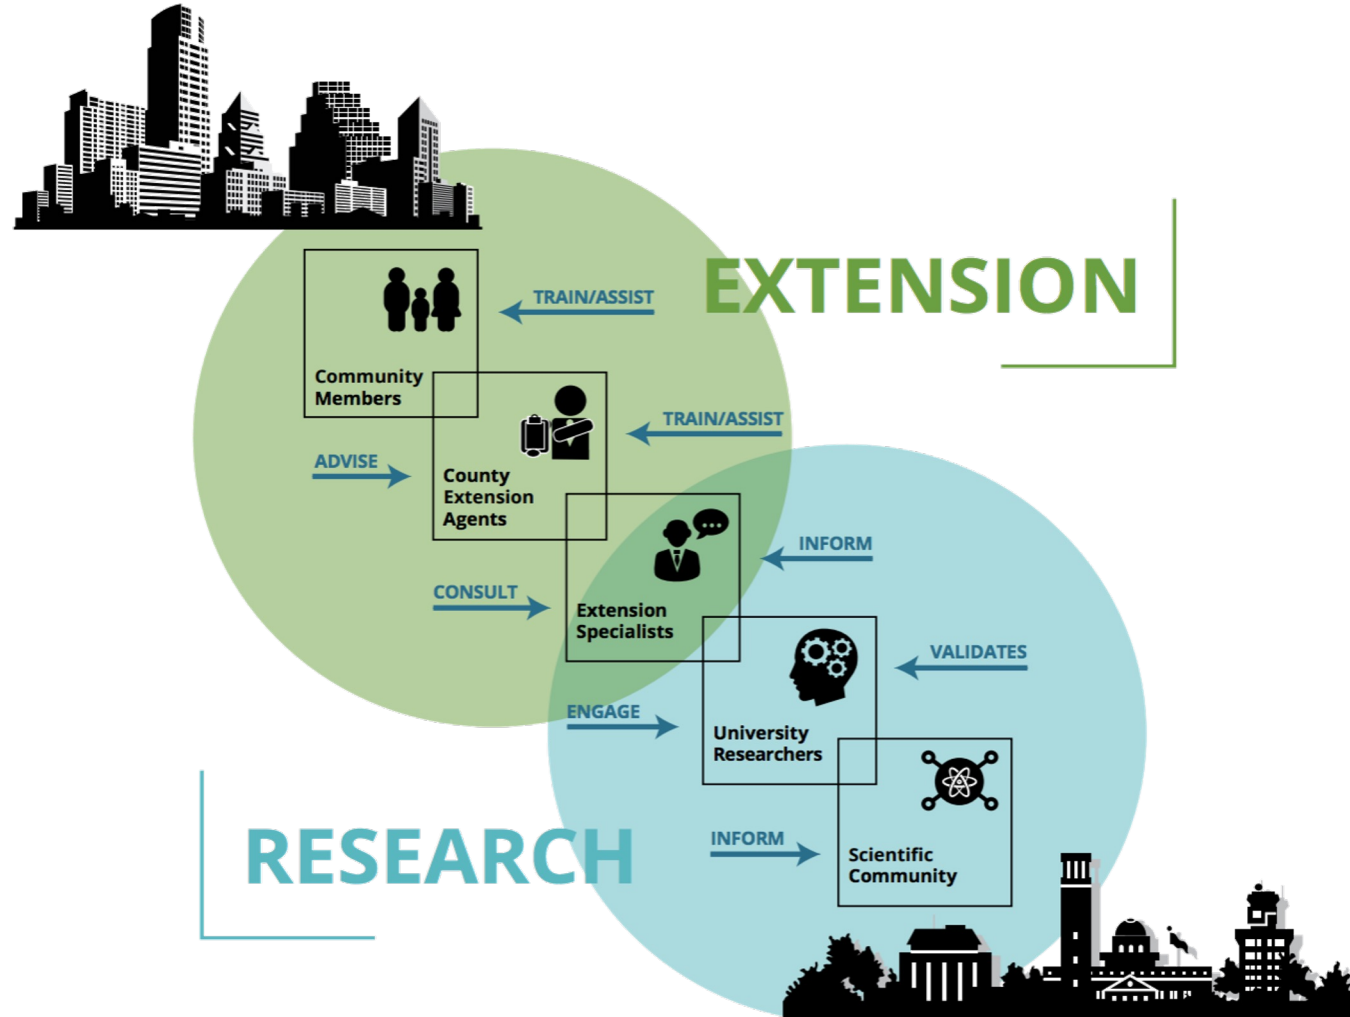 EXTENSION
TRAIN/ASSIST
Community
Members
TRAIN/ASSIST
ADVISE
County
Extension
Agents
INFORM
CONSULT
Extension
Specialists
VALIDATES
ENGAGE
University
Researchers
INFORM
Scientific
Community
RESEARCH